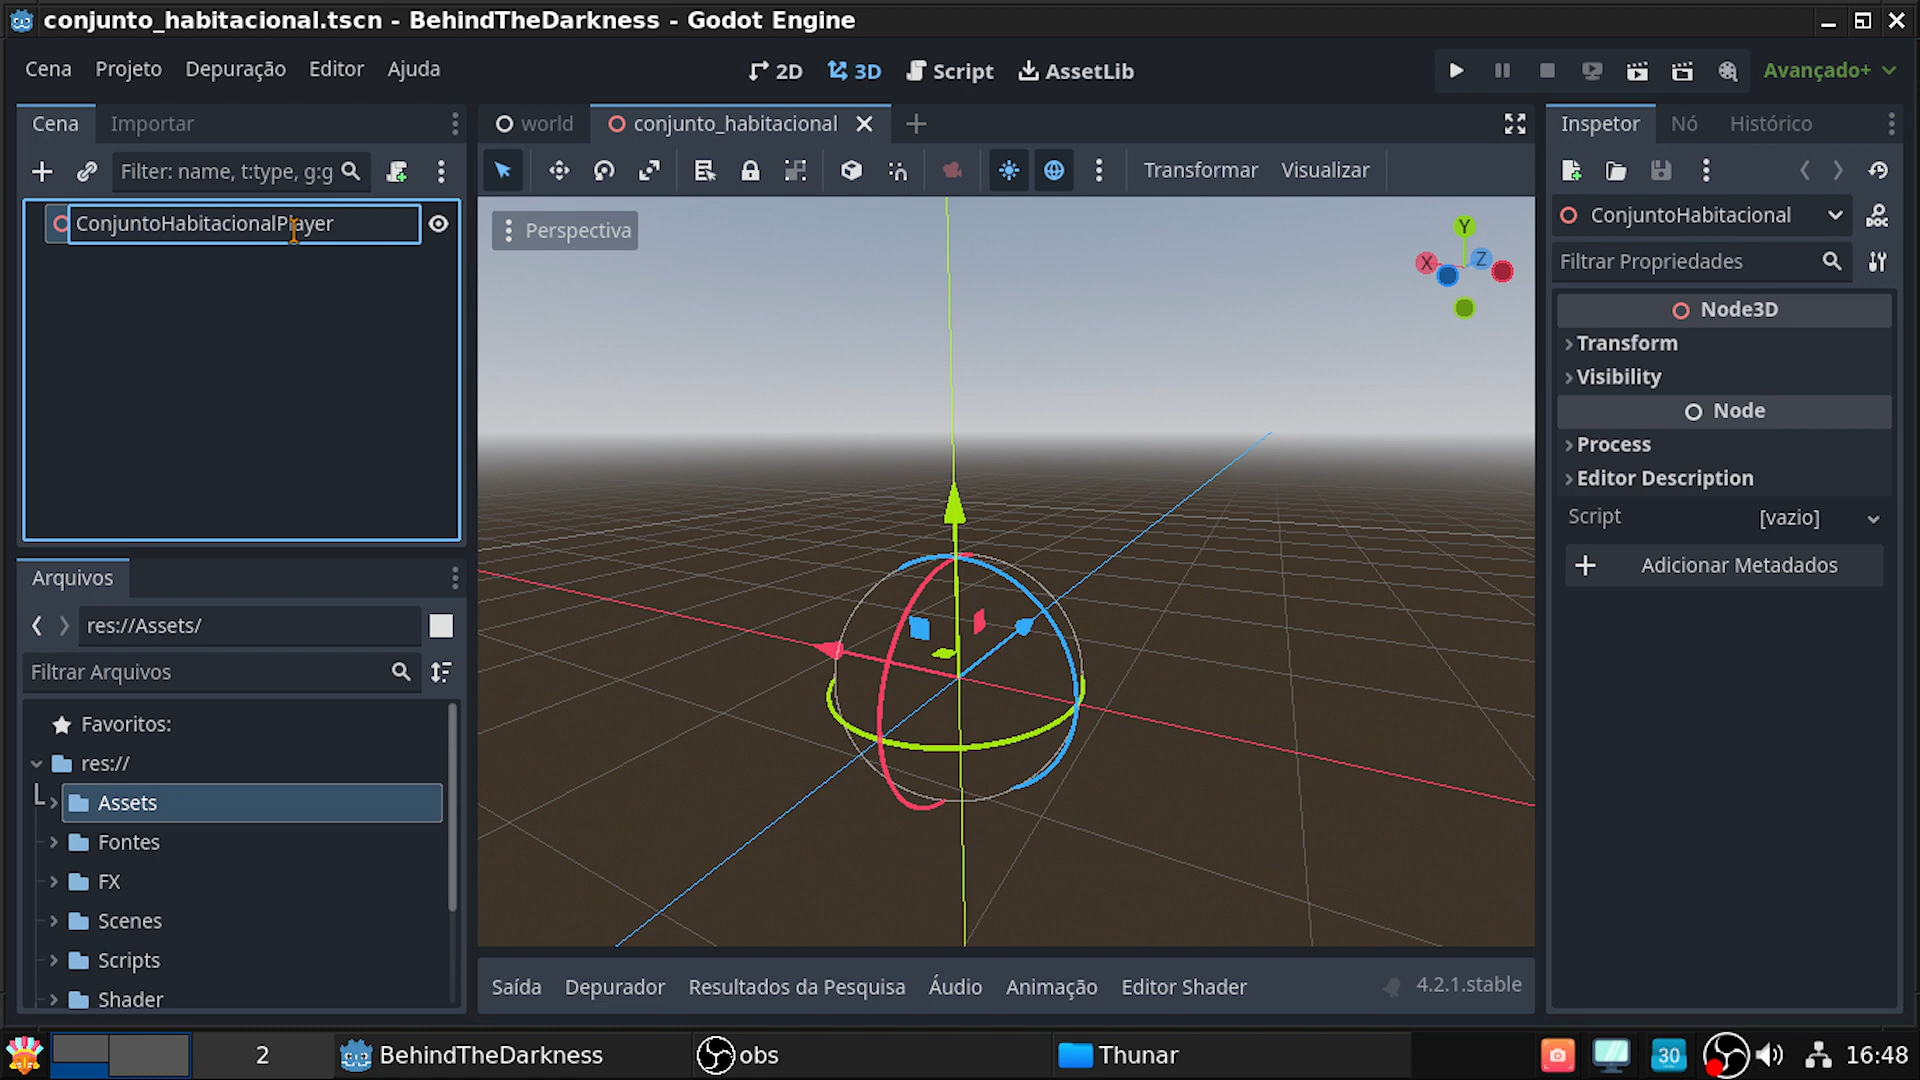 conjunto_habitacional.tscn - BehindTheDarkness - Godot Engine
Cena Projeto Depuração Editor Ajuda
2D 3D Script AssetLib
Avançado+
Cena Importar
world conjunto_habitacional
Inspetor Nó Histórico
Filter: name, t:type, g:g
Transformar Visualizar
ConjuntoHabitacionalPlayer
Perspectiva
Y
X
Z
ConjuntoHabitacional
Filtrar Propriedades
Node3D
Transform
Visibility
Node
Process
Editor Description
Script [vazio]
Adicionar Metadados
Arquivos
res://Assets/
Filtrar Arquivos
Favoritos:
res://
Assets
Fontes
FX
Scenes
Scripts
Shader
Saída Depurador Resultados da Pesquisa Áudio Animação Editor Shader 4.2.1.stable
2 BehindTheDarkness obs Thunar 30 16:48